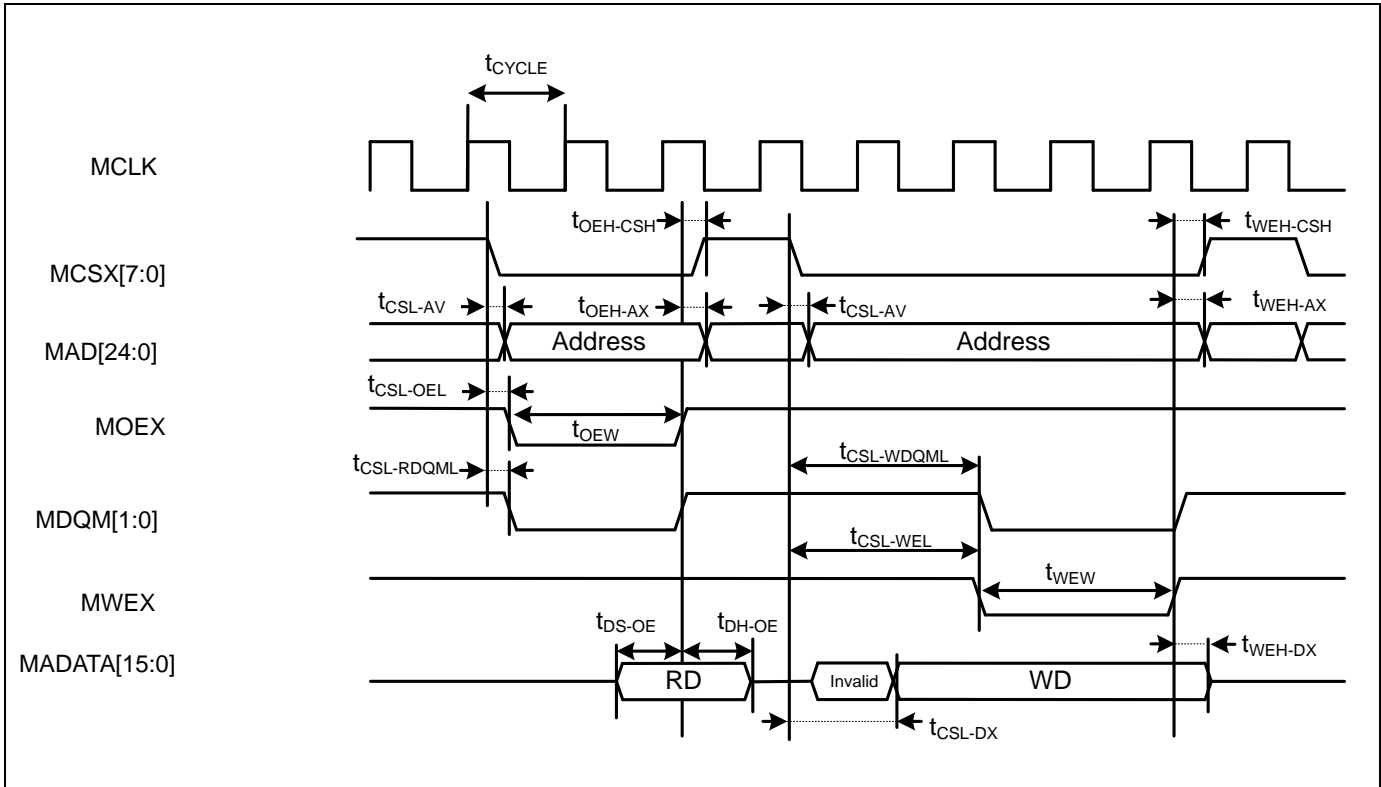 tCYCLE
MCLK
tOEH-CSH
tWEH-CSH
MCSX[7:0]
tCSL-AV
tOEH-AX
tCSL-AV
tWEH-AX
MAD[24:0]
Address
Address
tCSL-OEL
MOEX
tOEW
tCSL-RDQML
tCSL-WDQML
MDQM[1:0]
tCSL-WEL
MWEX
tWEW
tDS-OE
tDH-OE
MADATA[15:0]
tWEH-DX
RD
Invalid
WD
tCSL-DX